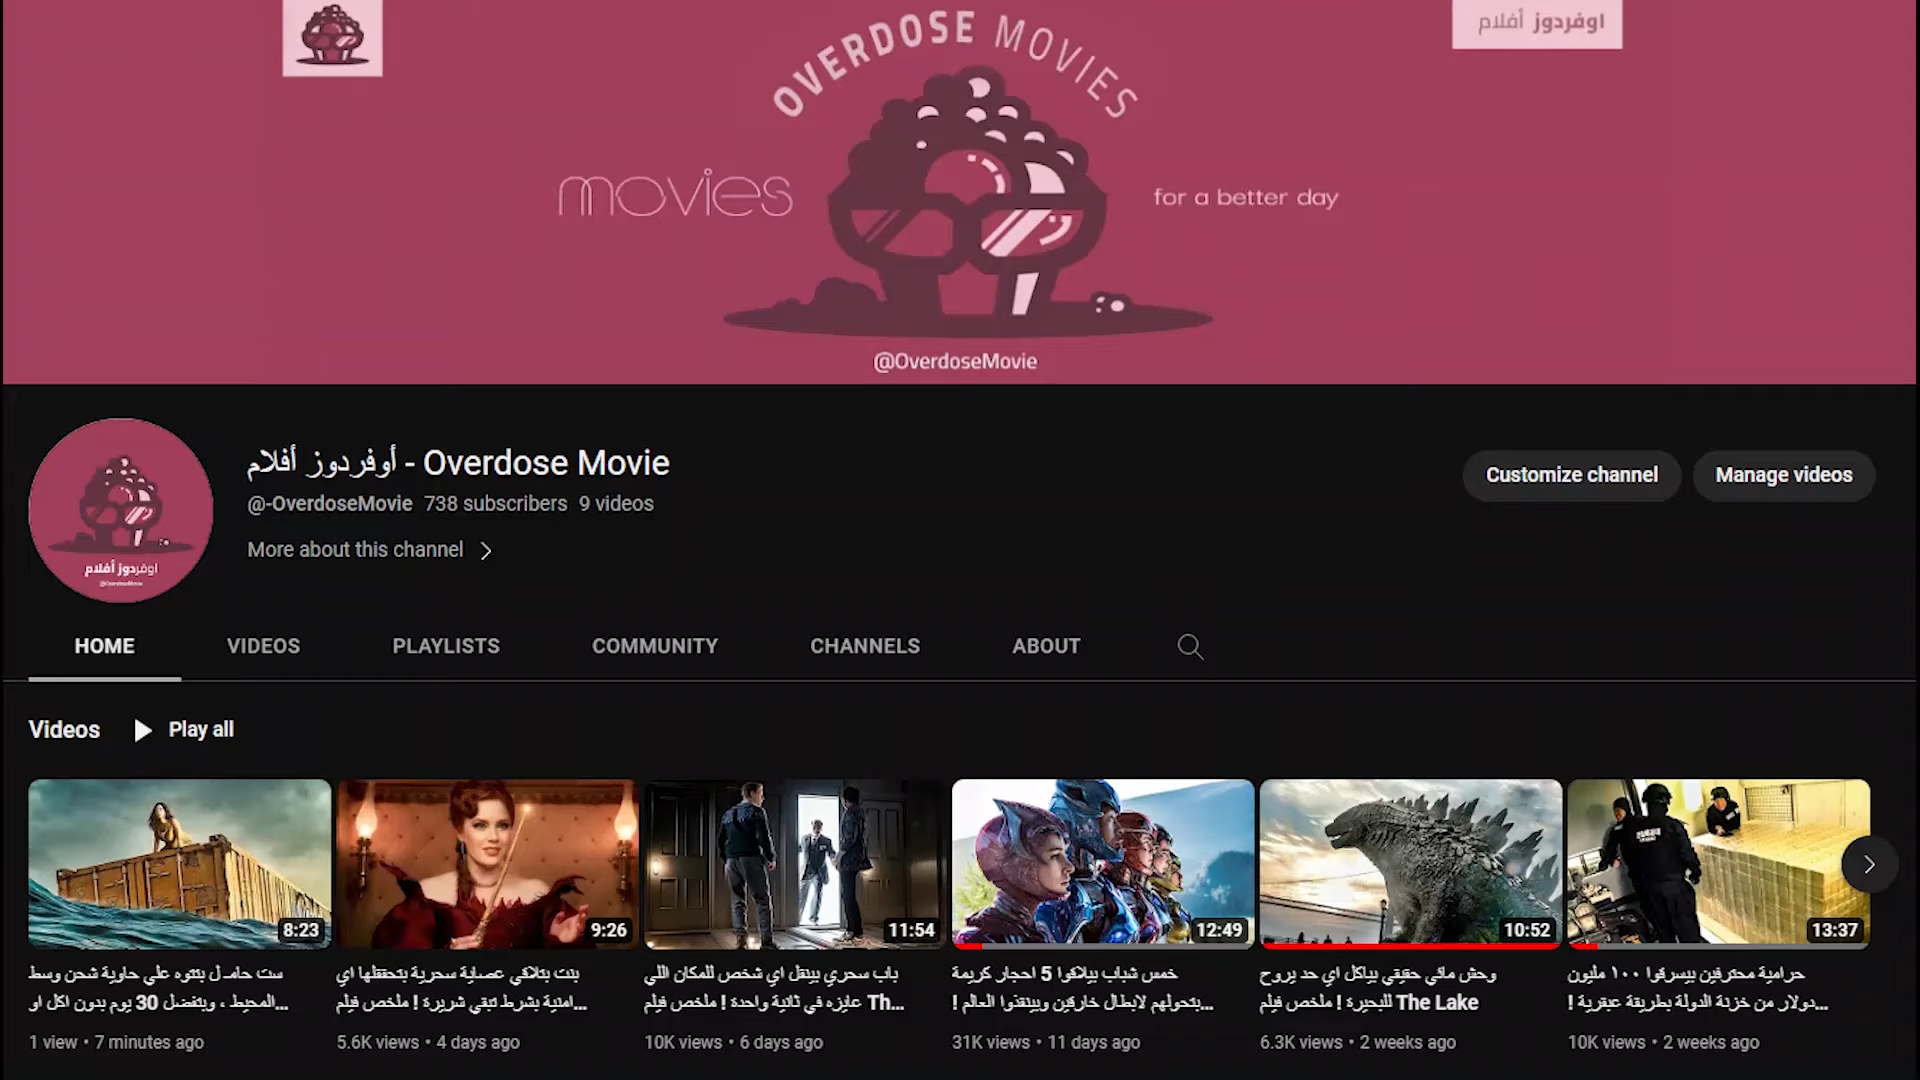 OVERDOSE MOVIES
اوفردوز أفلام
movies
for a better day
@OverdoseMovie
أوفردوز أفلام - Overdose Movie
@-OverdoseMovie 738 subscribers 9 videos
More about this channel
Customize channel
Manage videos
اوفردوز أفلام
@OverdoseMovie
HOME VIDEOS PLAYLISTS COMMUNITY CHANNELS ABOUT
Videos Play all
8:23
ست حامـل بتتوه على حاوية شحن وسط
المحيط ، وبتفضل 30 يوم بدون اكل او...
1 view • 7 minutes ago
9:26
بنت بتلاقي عصاية سحرية بتحققلها اي
امنية بشرط تبقي شريرة ! ملخص فيلم...
5.6K views • 4 days ago
11:54
باب سحري بينقل اي شخص للمكان اللي
عايزه في ثانية واحدة ! ملخص فيلم Th...
10K views • 6 days ago
12:49
خمس شباب بيلاقوا 5 احجار كريمة
بتحولهم لابطال خارقين وبينقذوا العالم !...
31K views • 11 days ago
10:52
وحش مائي حقيقي بياكل اي حد يروح
للبحيرة ! ملخص فيلم The Lake
6.3K views • 2 weeks ago
13:37
حرامية محترفين بيسرقوا ١٠٠ مليون
دولار من خزنة الدولة بطريقة عبقرية !...
10K views • 2 weeks ago